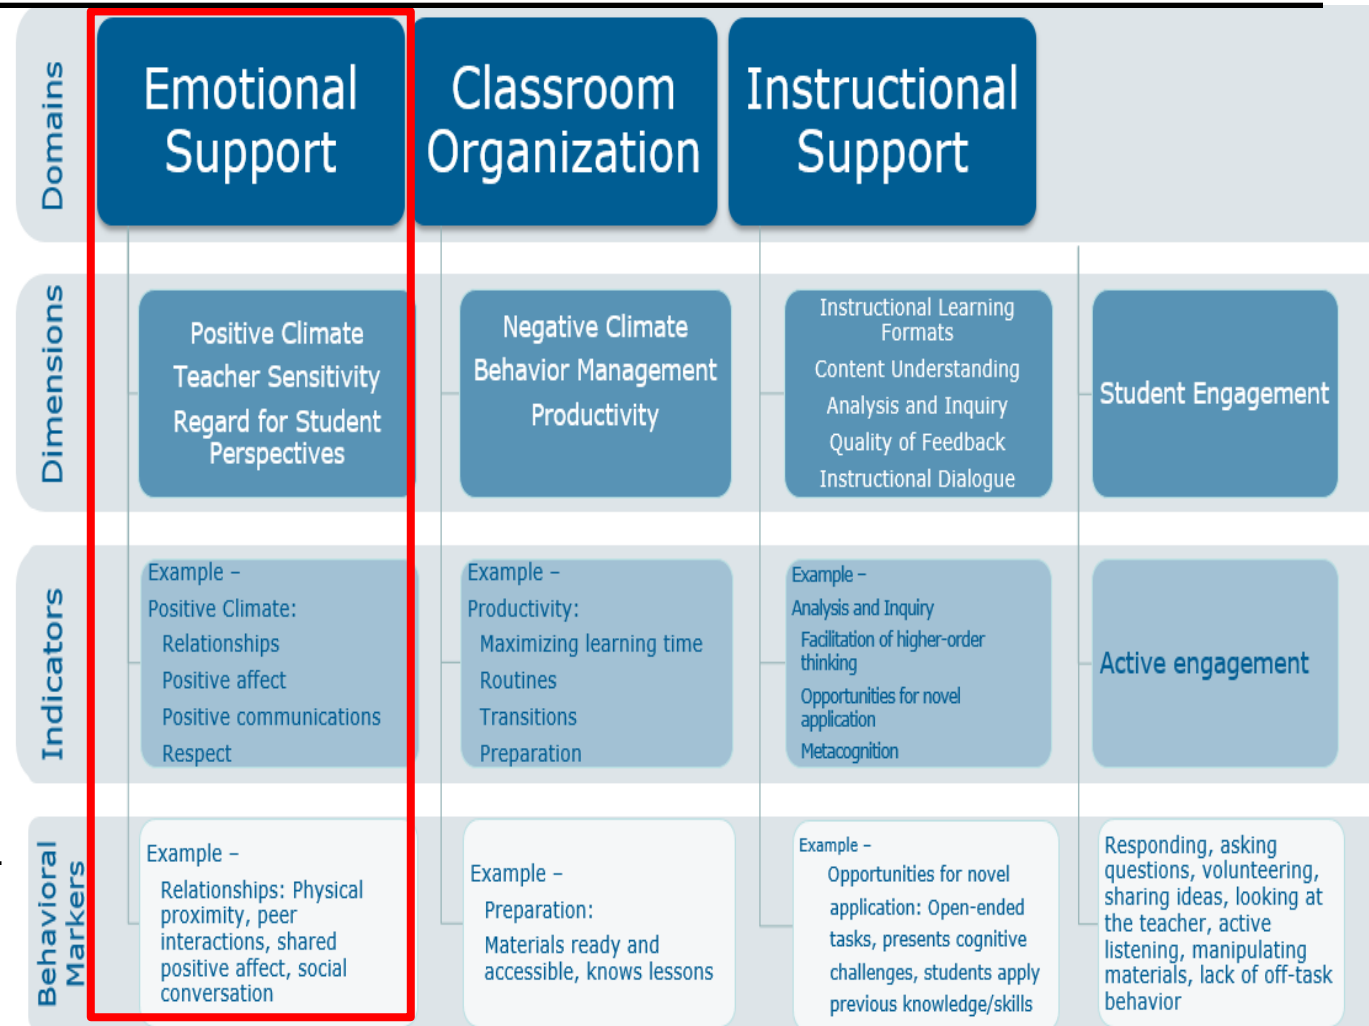 Domains
Emotional
Support
Classroom
Organization
Instructional
Support
Dimensions
Positive Climate
Teacher Sensitivity
Regard for Student
Perspectives
Negative Climate
Behavior Management
Productivity
Instructional Learning
Formats
Content Understanding
Analysis and Inquiry
Quality of Feedback
Instructional Dialogue
Student Engagement
Indicators
Example –
Positive Climate:
Relationships
Positive affect
Positive communications
Respect
Example –
Productivity:
Maximizing learning time
Routines
Transitions
Preparation
Example –
Analysis and Inquiry
Facilitation of higher-order
thinking
Opportunities for novel
application
Metacognition
Active engagement
Behavioral
Markers
Example –
Relationships: Physical
proximity, peer
interactions, shared
positive affect, social
conversation
Example –
Preparation:
Materials ready and
accessible, knows lessons
Example –
Opportunities for novel
application: Open-ended
tasks, presents cognitive
challenges, students apply
previous knowledge/skills
Responding, asking
questions, volunteering,
sharing ideas, looking at
the teacher, active
listening, manipulating
materials, lack of off-task
behavior